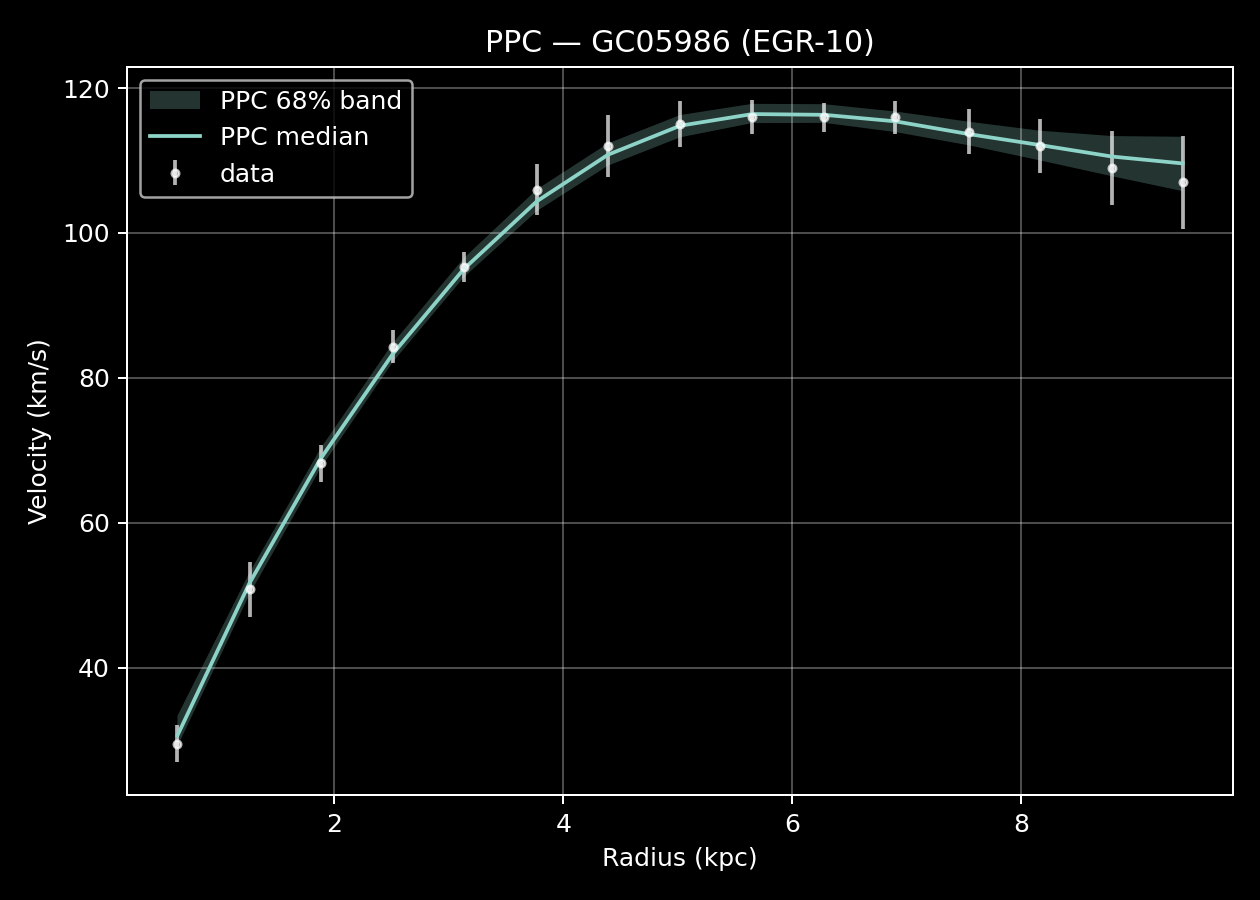 PPC — GC05986 (EGR-10)
PPC 68% band
PPC median
data
120
100
80
60
40
Velocity (km/s)
2
4
6
8
Radius (kpc)